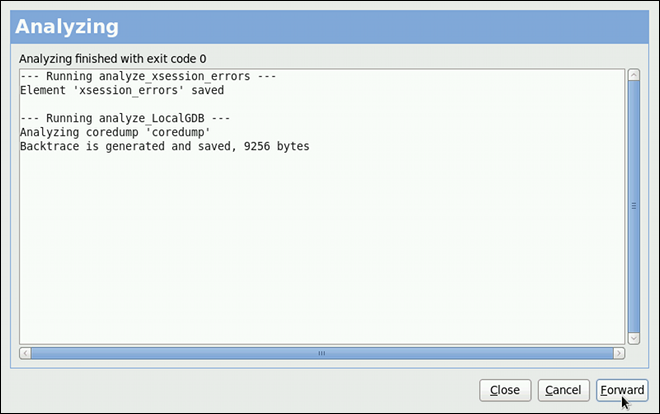 Analyzing
Analyzing finished with exit code 0
--- Running analyze_xsession_errors ---
Element 'xsession_errors' saved
--- Running analyze_LocalGDB ---
Analyzing coredump 'coredump'
Backtrace is generated and saved, 9256 bytes
Close Cancel Forward